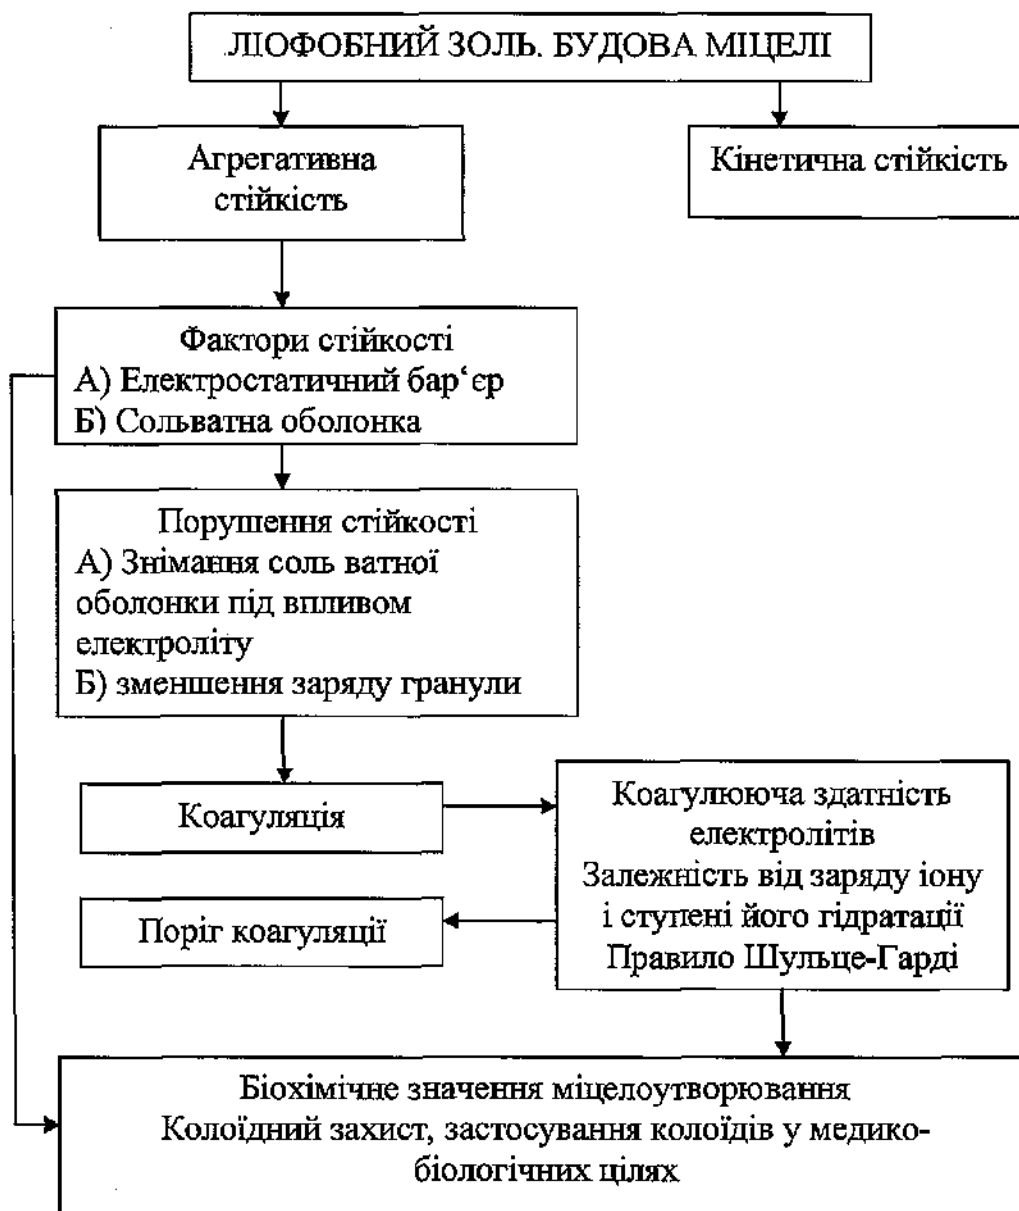 ЛІОФОБНИЙ ЗОЛЬ. БУДОВА МІЦЕЛІ
Агрегативна
стійкість
Кінетична стійкість
Фактори стійкості
А) Електростатичний бар‘єр
Б) Сольватна оболонка
Порушення стійкості
А) Знімання соль ватної
оболонки під впливом
електроліту
Б) зменшення заряду гранули
Коагуляція
Коагулююча здатність
електролітів
Залежність від заряду іону
і ступені його гідратації
Правило Шульце-Гарді
Поріг коагуляції
Біохімічне значення міцелоутворювання
Колоїдний захист, застосування колоїдів у медико-
біологічних цілях